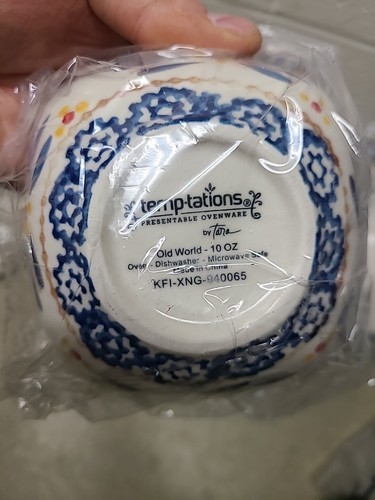 temp-tations®
PRESENTABLE OVENWARE
by Tara
Old World - 10 OZ
Oven - Dishwasher - Microwave Safe
Made in China
KFI-XNG-940065